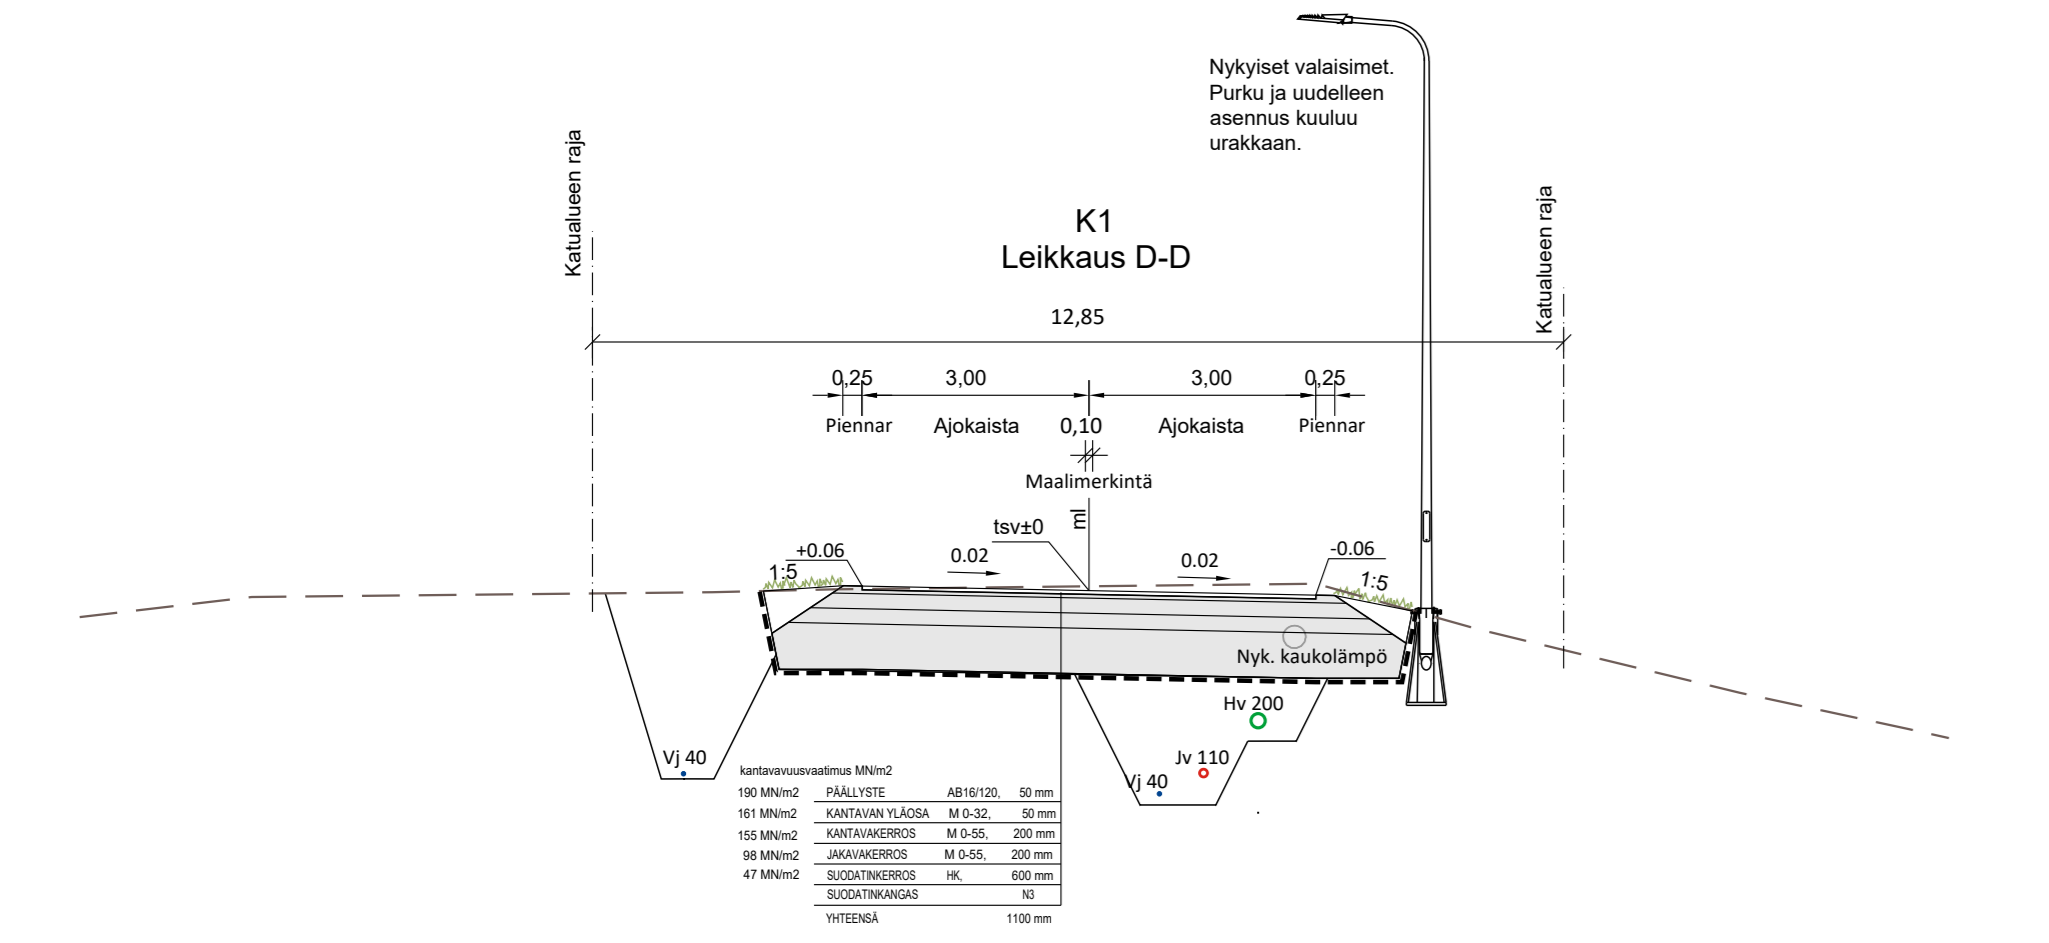 Nykyiset valaisimet.
Purku ja uudelleen
asennus kuuluu
urakkaan.
Katualueen raja
Katualueen raja
K1
Leikkaus D-D
12,85
0,25 3,00 3,00 0,25
Piennar Ajokaista 0,10 Ajokaista Piennar
Maalimerkintä
ml
tsv±0
+0.06 0.02 0.02 -0.06
1:5 1:5
Nyk. kaukolämpö
Hv 200
Vj 40 Jv 110
Vj 40
kantavavuusvaatimus MN/m2
190 MN/m2 PÄÄLLYSTE AB16/120, 50 mm
161 MN/m2 KANTAVAN YLÄOSA M 0-32, 50 mm
155 MN/m2 KANTAVAKERROS M 0-55, 200 mm
98 MN/m2 JAKAVAKERROS M 0-55, 200 mm
47 MN/m2 SUODATINKERROS HK, 600 mm
SUODATINKANGAS N3
YHTEENSÄ 1100 mm